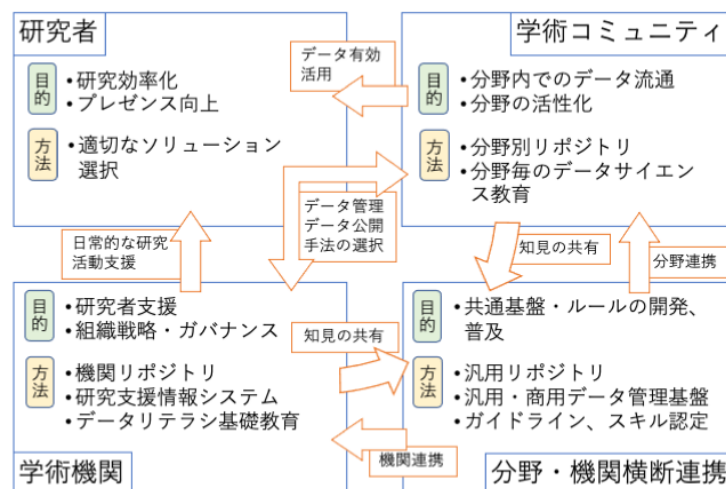 研究者
目的
•研究効率化
•プレゼンス向上
方法
•適切なソリューション
選択
データ有効
活用
学術コミュニティ
目的
•分野内でのデータ流通
•分野の活性化
方法
•分野別リポジトリ
•分野毎のデータサイエン
ス教育
データ管理
データ公開
手法の選択
日常的な研究
活動支援
知見の共有
分野連携
目的
•研究者支援
•組織戦略・ガバナンス
方法
•機関リポジトリ
•研究支援情報システム
•データリテラシ基礎教育
学術機関
知見の共有
機関連携
目的
•共通基盤・ルールの開発、
普及
方法
•汎用リポジトリ
•汎用・商用データ管理基盤
•ガイドライン、スキル認定
分野・機関横断連携